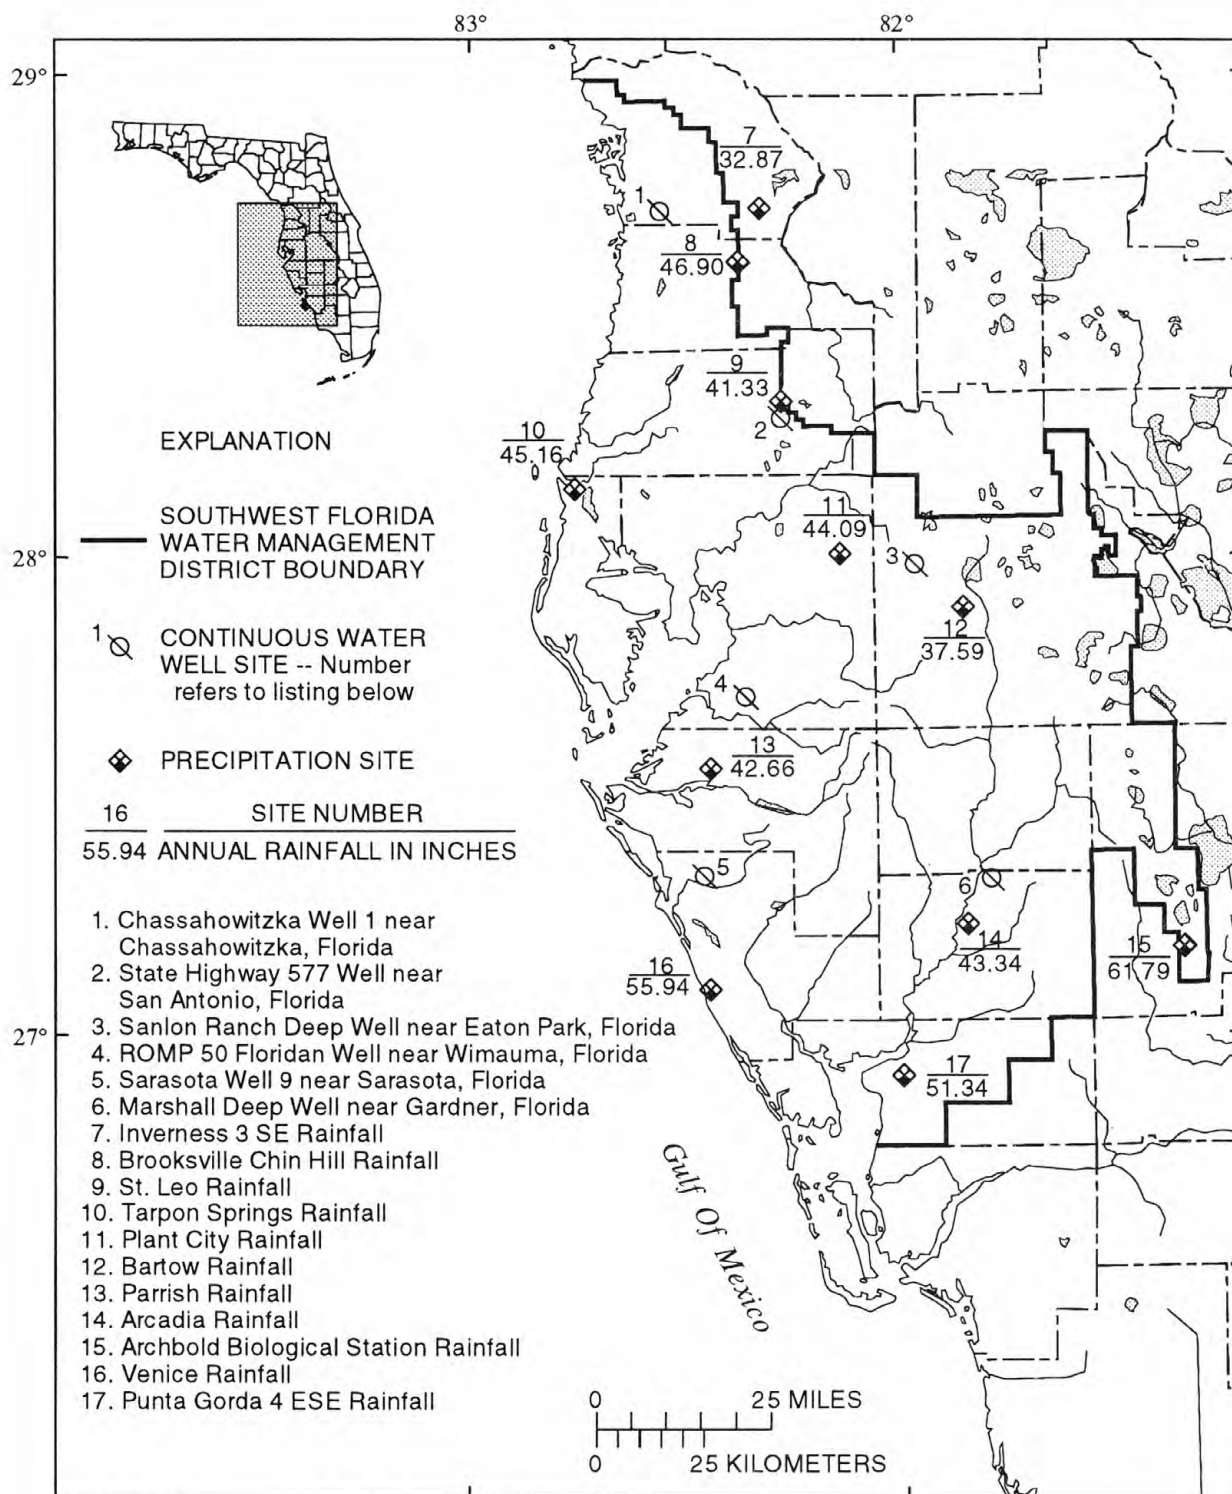 83°
82°
29°
28°
27°
EXPLANATION
SOUTHWEST FLORIDA
WATER MANAGEMENT
DISTRICT BOUNDARY
1
CONTINUOUS WATER
WELL SITE -- Number
refers to listing below
PRECIPITATION SITE
16 SITE NUMBER
55.94 ANNUAL RAINFALL IN INCHES
1. Chassahowitzka Well 1 near
Chassahowitzka, Florida
2. State Highway 577 Well near
San Antonio, Florida
3. Sanlon Ranch Deep Well near Eaton Park, Florida
4. ROMP 50 Floridan Well near Wimauma, Florida
5. Sarasota Well 9 near Sarasota, Florida
6. Marshall Deep Well near Gardner, Florida
7. Inverness 3 SE Rainfall
8. Brooksville Chin Hill Rainfall
9. St. Leo Rainfall
10. Tarpon Springs Rainfall
11. Plant City Rainfall
12. Bartow Rainfall
13. Parrish Rainfall
14. Arcadia Rainfall
15. Archbold Biological Station Rainfall
16. Venice Rainfall
17. Punta Gorda 4 ESE Rainfall
7
32.87
1
8
46.90
9
41.33
2
10
45.16
11
44.09
3
12
37.59
4
13
42.66
5
6
14
43.34
15
61.79
16
55.94
17
51.34
Gulf Of Mexico
0 25 MILES
0 25 KILOMETERS